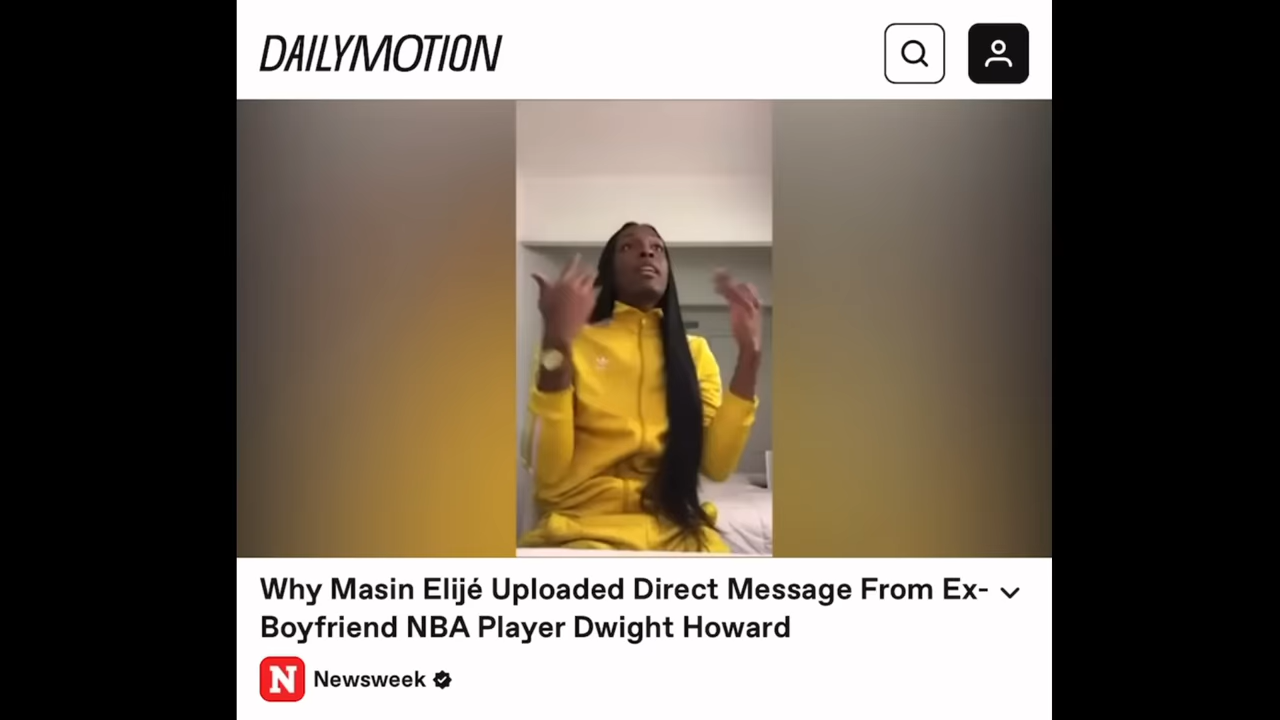 DAILYMOTION
Why Masin Elijé Uploaded Direct Message From Ex-
Boyfriend NBA Player Dwight Howard
N Newsweek